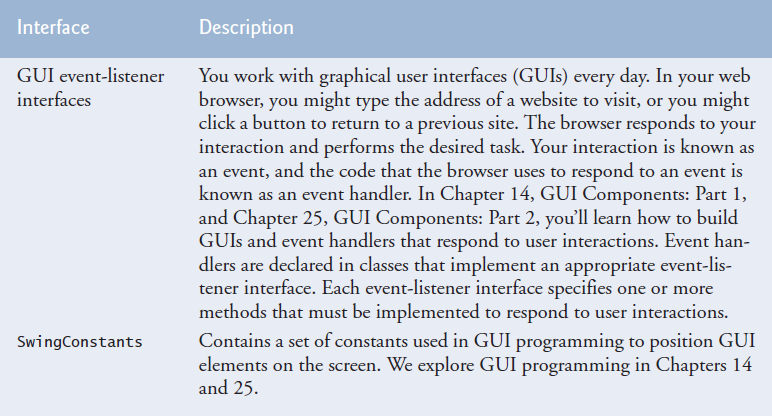 Interface Description
GUI event-listener You work with graphical user interfaces (GUIs) every day. In your web
interfaces browser, you might type the address of a website to visit, or you might
click a button to return to a previous site. The browser responds to your
interaction and performs the desired task. Your interaction is known as
an event, and the code that the browser uses to respond to an event is
known as an event handler. In Chapter 14, GUI Components: Part 1,
and Chapter 25, GUI Components: Part 2, you'll learn how to build
GUIs and event handlers that respond to user interactions. Event han-
dlers are declared in classes that implement an appropriate event-lis-
tener interface. Each event-listener interface specifies one or more
methods that must be implemented to respond to user interactions.
SwingConstants Contains a set of constants used in GUI programming to position GUI
elements on the screen. We explore GUI programming in Chapters 14
and 25.